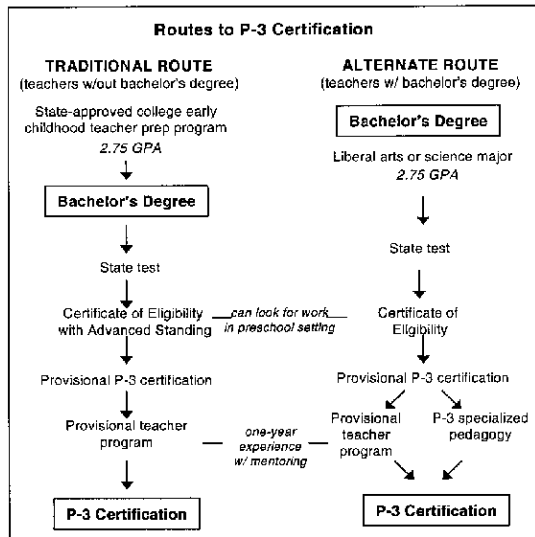 Routes to P-3 Certification
TRADITIONAL ROUTE
(teachers w/out bachelor's degree)
State-approved college early
childhood teacher prep program
2.75 GPA
Bachelor's Degree
State test
Certificate of Eligibility
with Advanced Standing
Provisional P-3 certification
Provisional teacher
program
P-3 Certification
can look for work
in preschool setting
one-year
experience
w/ mentoring
ALTERNATE ROUTE
(teachers w/ bachelor's degree)
Bachelor's Degree
Liberal arts or science major
2.75 GPA
State test
Certificate of
Eligibility
Provisional P-3 certification
Provisional
teacher
program
P-3 specialized
pedagogy
P-3 Certification